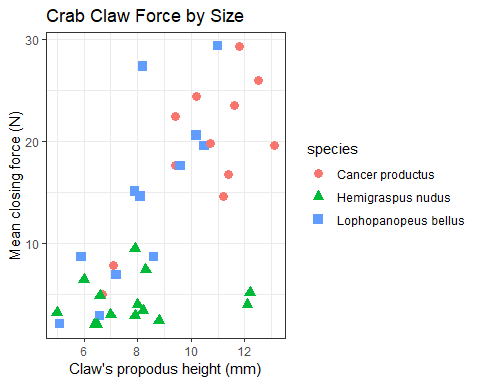 Crab Claw Force by Size
Mean closing force (N)
30
20
10
6
8
10
12
Claw's propodus height (mm)
species
Cancer productus
Hemigraspus nudus
Lophopanopeus bellus